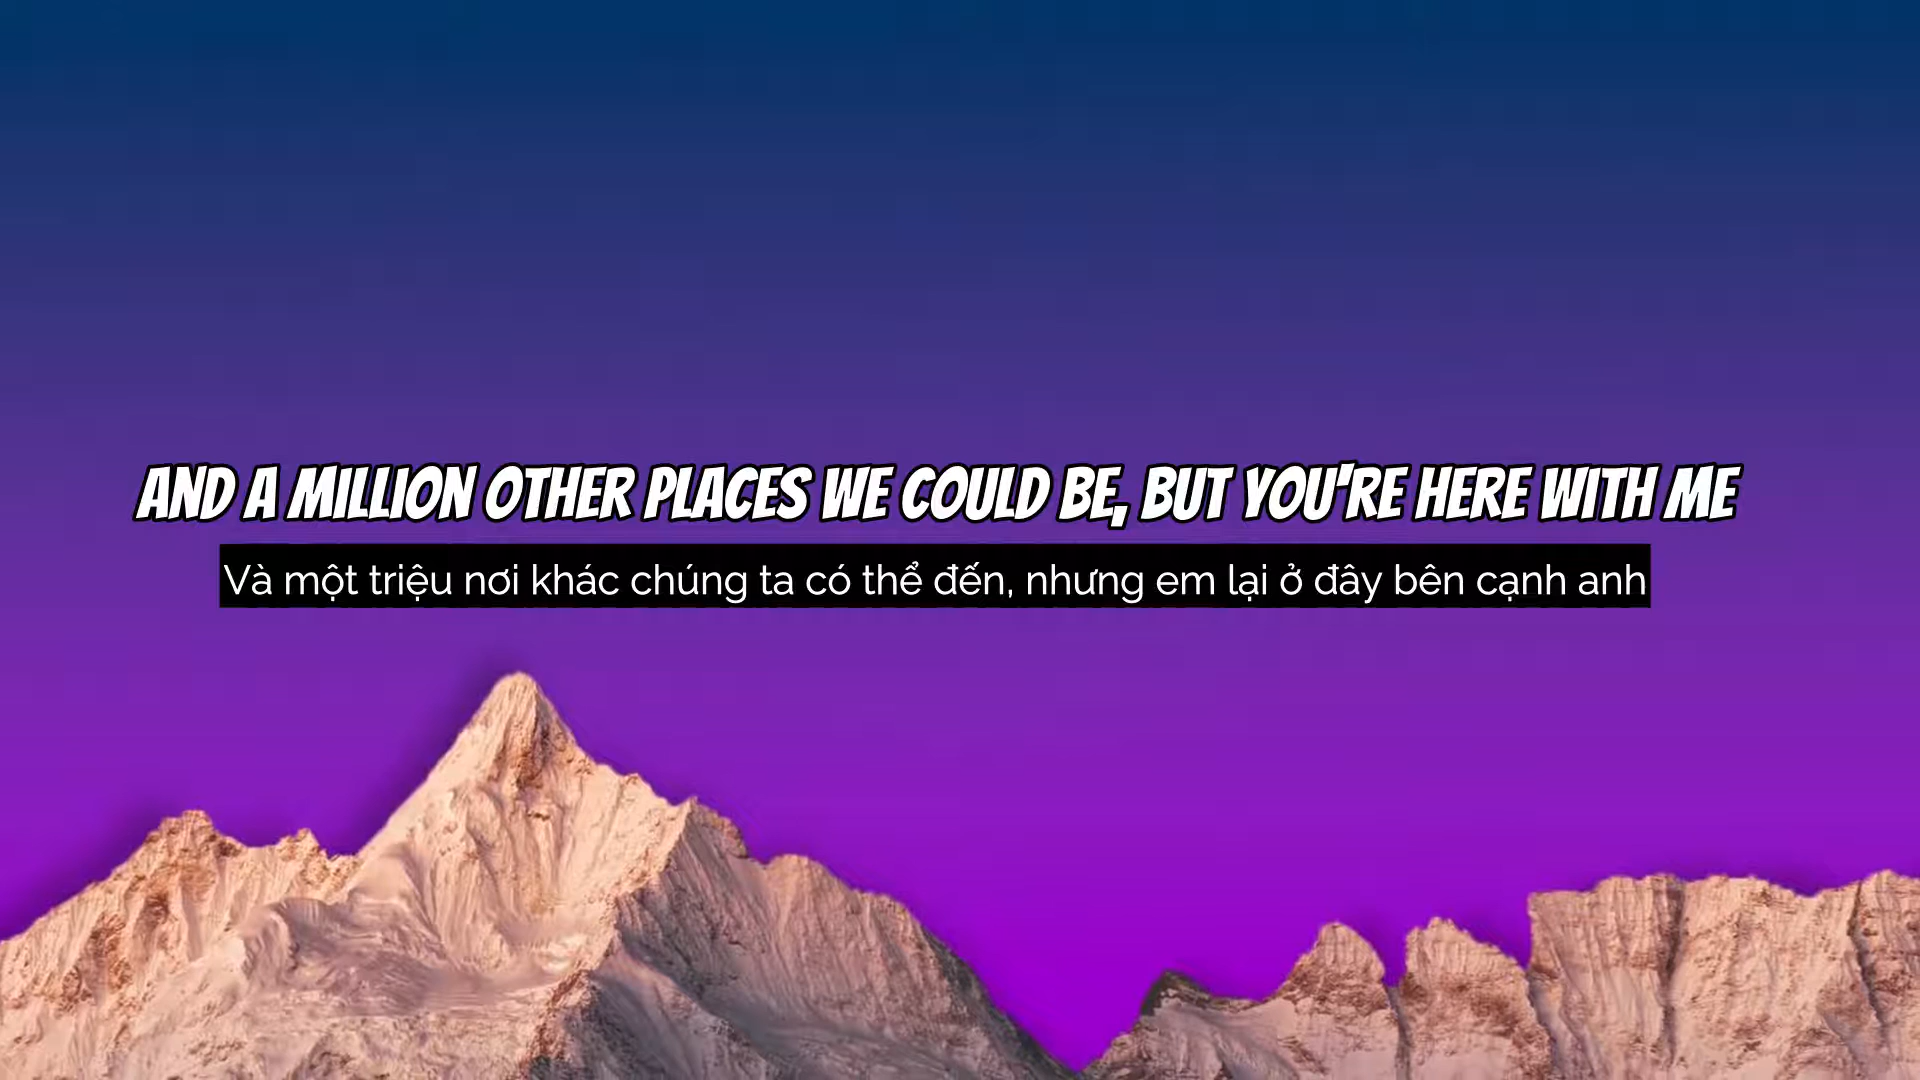 AND A MILLION OTHER PLACES WE COULD BE, BUT YOU'RE HERE WITH ME
Và một triệu nơi khác chúng ta có thể đến, nhưng em lại ở đây bên cạnh anh